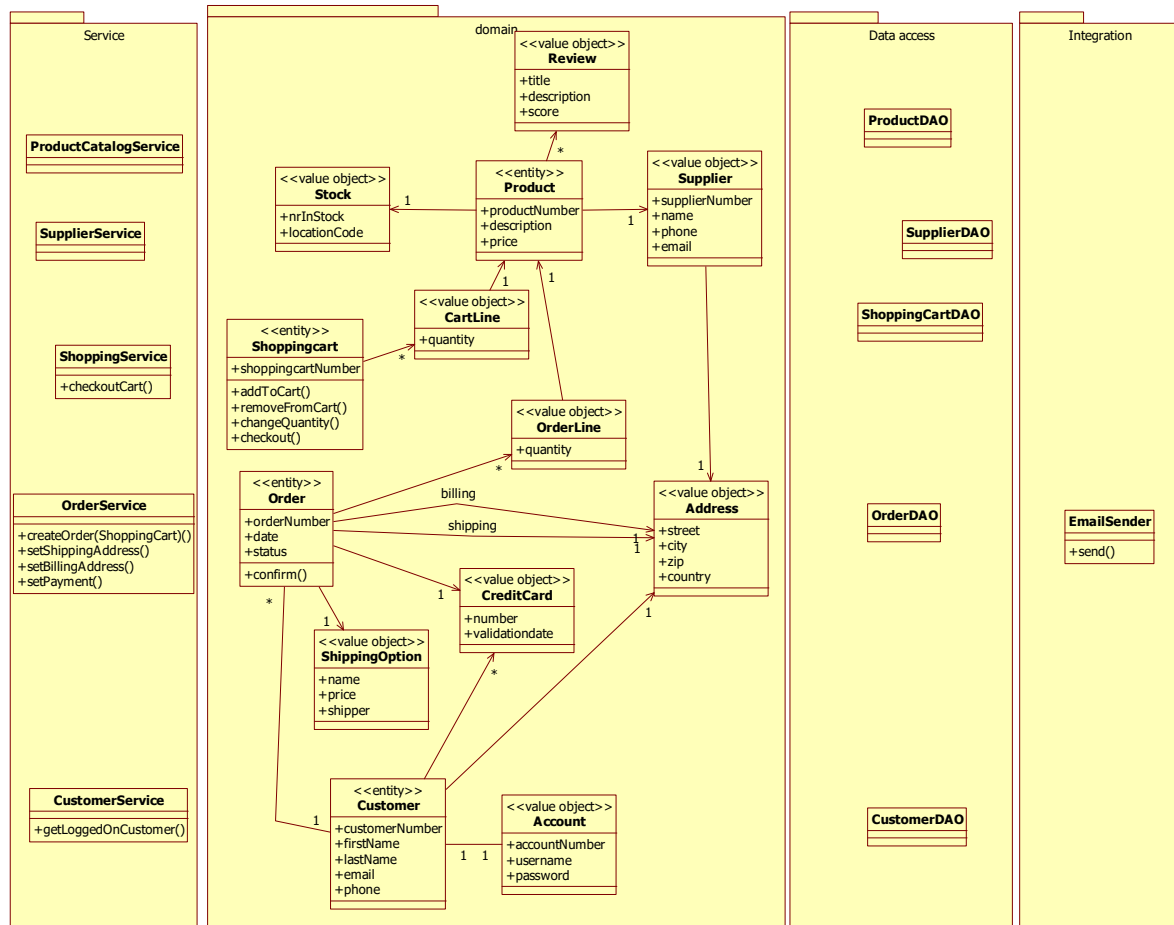 Service
ProductCatalogService
SupplierService
ShoppingService
+checkoutCart()
OrderService
+createOrder(ShoppingCart)()
+setShippingAddress()
+setBillingAddress()
+setPayment()
CustomerService
+getLoggedOnCustomer()
domain
<<value object>>
Review
+title
+description
+score
*
<<value object>>
Stock
+nrInStock
+locationCode
1
<<entity>>
Product
+productNumber
+description
+price
1
<<value object>>
Supplier
+supplierNumber
+name
+phone
+email
1
1
<<value object>>
CartLine
+quantity
<<entity>>
Shoppingcart
+shoppingcartNumber
+addToCart()
+removeFromCart()
+changeQuantity()
+checkout()
*
<<value object>>
OrderLine
+quantity
*
1
<<entity>>
Order
+orderNumber
+date
+status
+confirm()
billing
shipping
1
1
<<value object>>
Address
+street
+city
+zip
+country
1
<<value object>>
CreditCard
+number
+validationdate
*
1
*
1
<<value object>>
ShippingOption
+name
+price
+shipper
1
<<entity>>
Customer
+customerNumber
+firstName
+lastName
+email
+phone
1
1
<<value object>>
Account
+accountNumber
+username
+password
Data access
ProductDAO
SupplierDAO
ShoppingCartDAO
OrderDAO
CustomerDAO
Integration
EmailSender
+send()